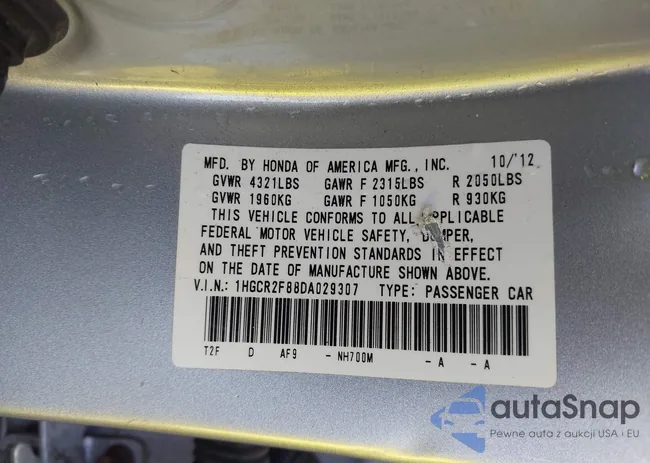 MFD. BY HONDA OF AMERICA MFG., INC. 10/'12
GVWR 4321LBS GAWR F 2315LBS R 2050LBS
GVWR 1960KG GAWR F 1050KG R 930KG
THIS VEHICLE CONFORMS TO ALL APPLICABLE
FEDERAL MOTOR VEHICLE SAFETY, BUMPER,
AND THEFT PREVENTION STANDARDS IN EFFECT
ON THE DATE OF MANUFACTURE SHOWN ABOVE.
V.I.N.: 1HGCR2F88DA029307 TYPE: PASSENGER CAR
T2F D AF9 - NH700M - A - A
autaSnap
Pewne auta z aukcji USA i EU